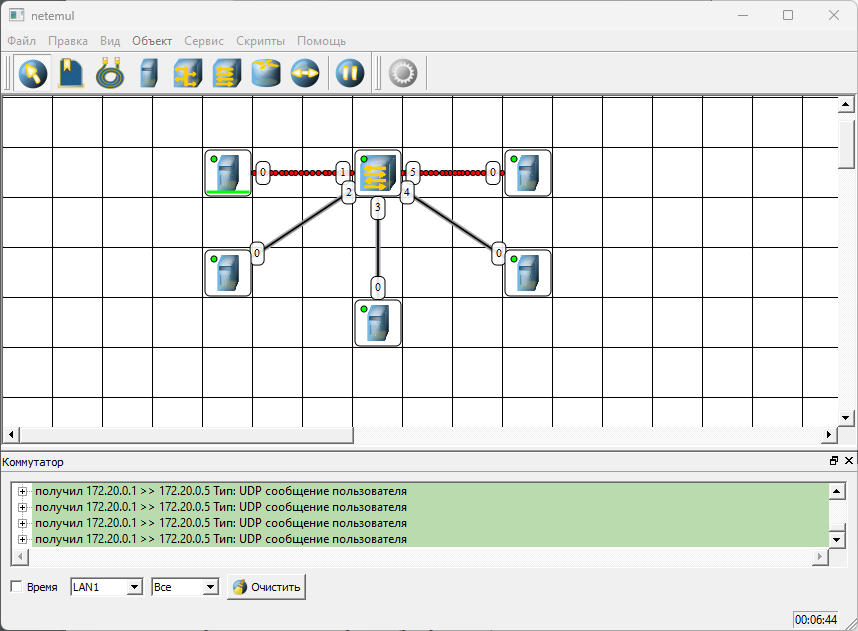 netemul
Файл Правка Вид Объект Сервис Скрипты Помощь
0 1 5 0
2 4
3
0 0
0
Коммутатор
получил 172.20.0.1 >> 172.20.0.5 Тип: UDP сообщение пользователя
получил 172.20.0.1 >> 172.20.0.5 Тип: UDP сообщение пользователя
получил 172.20.0.1 >> 172.20.0.5 Тип: UDP сообщение пользователя
получил 172.20.0.1 >> 172.20.0.5 Тип: UDP сообщение пользователя
Время LAN1 Все Очистить
00:06:44